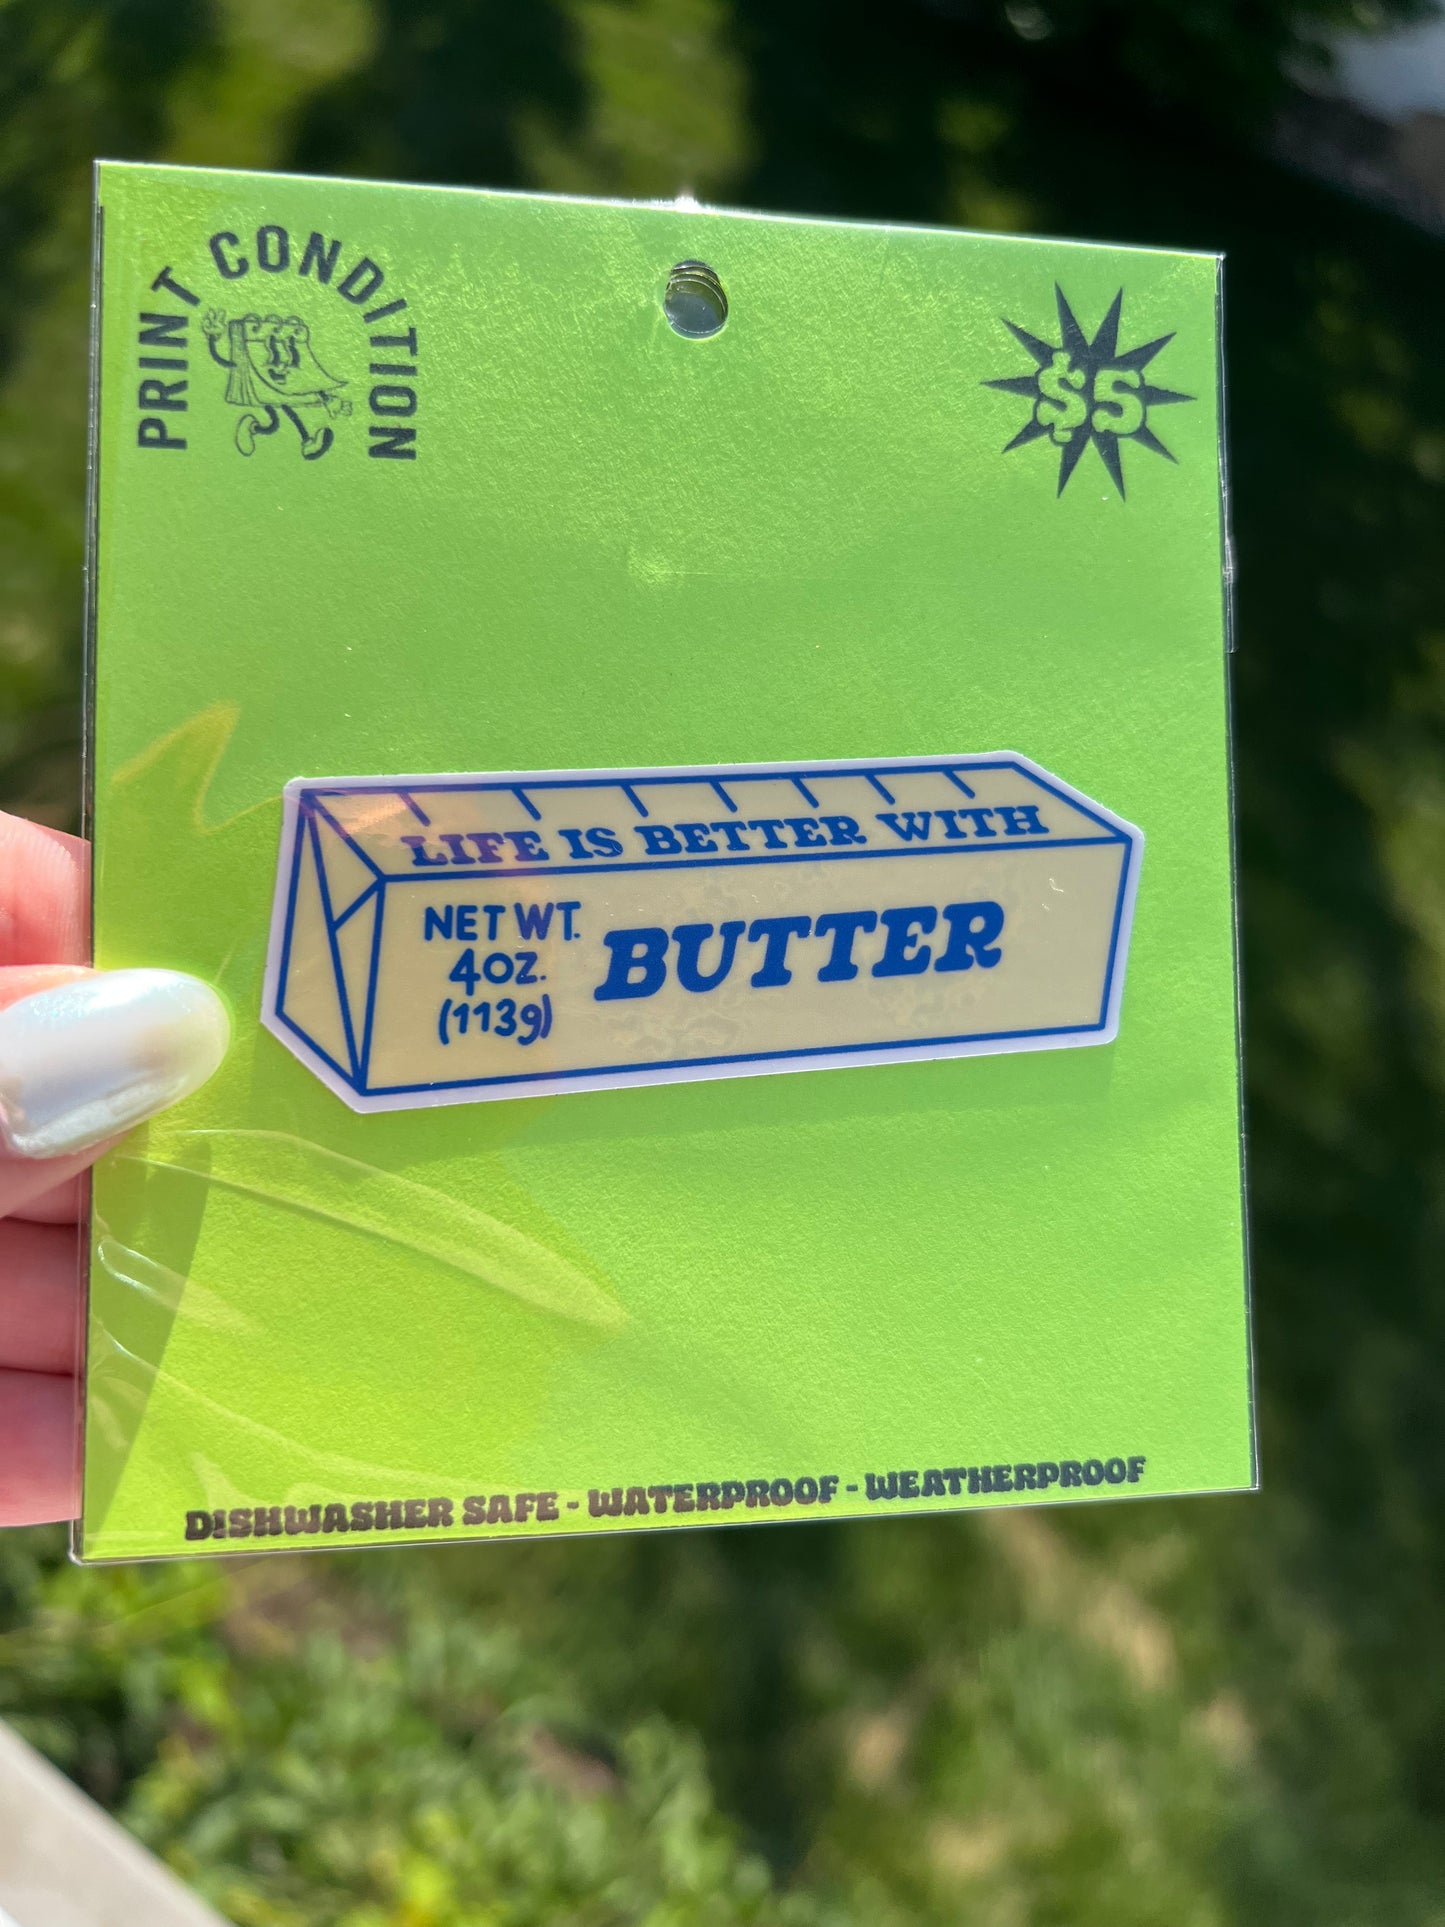 PRINT CONDITION
$5
LIFE IS BETTER WITH
NET WT.
4OZ.
(113g)
BUTTER
DISHWASHER SAFE - WATERPROOF - WEATHERPROOF